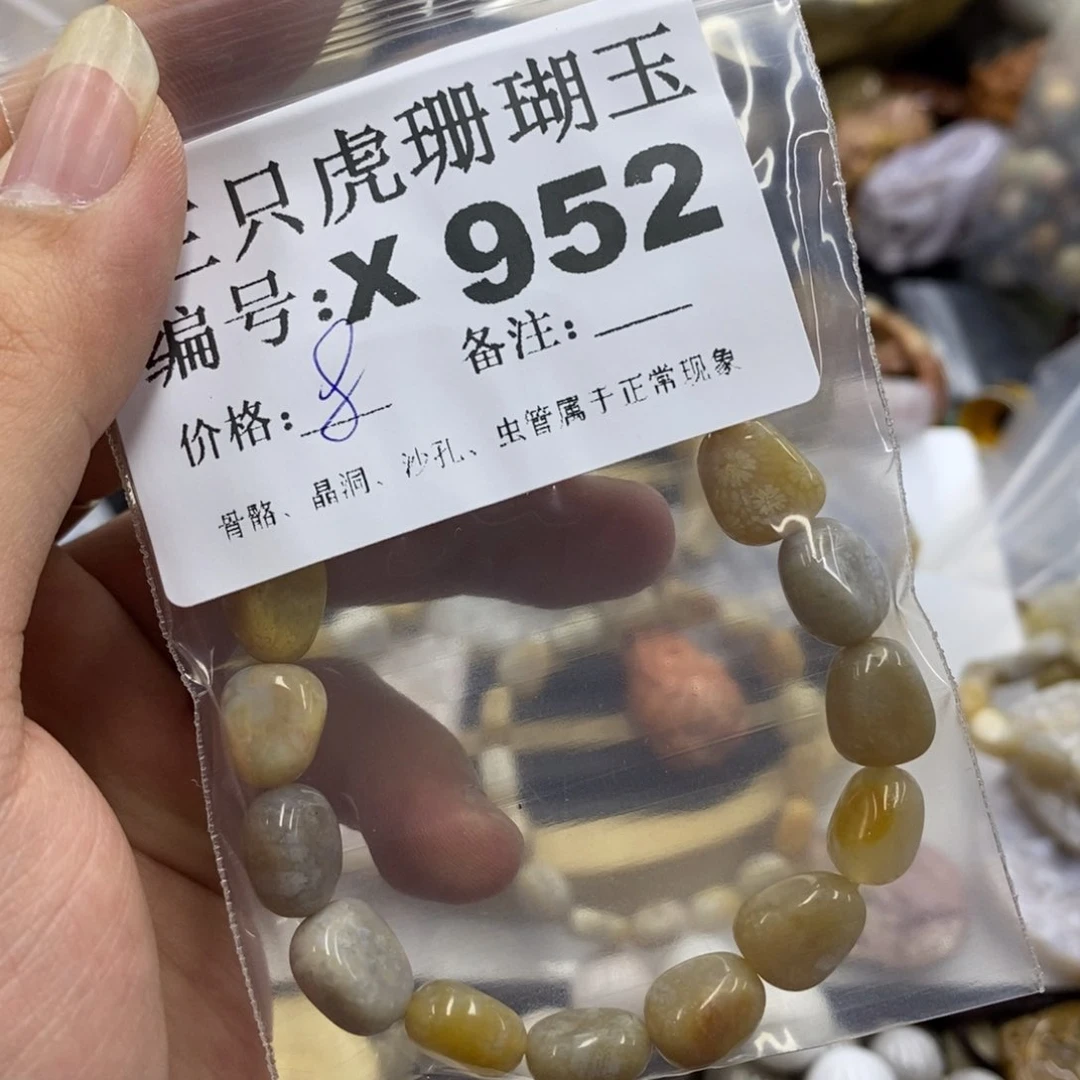 只虎珊瑚玉
编号:X 952
价格:8 备注:
骨骼、晶洞、沙孔、虫管属于正常现象